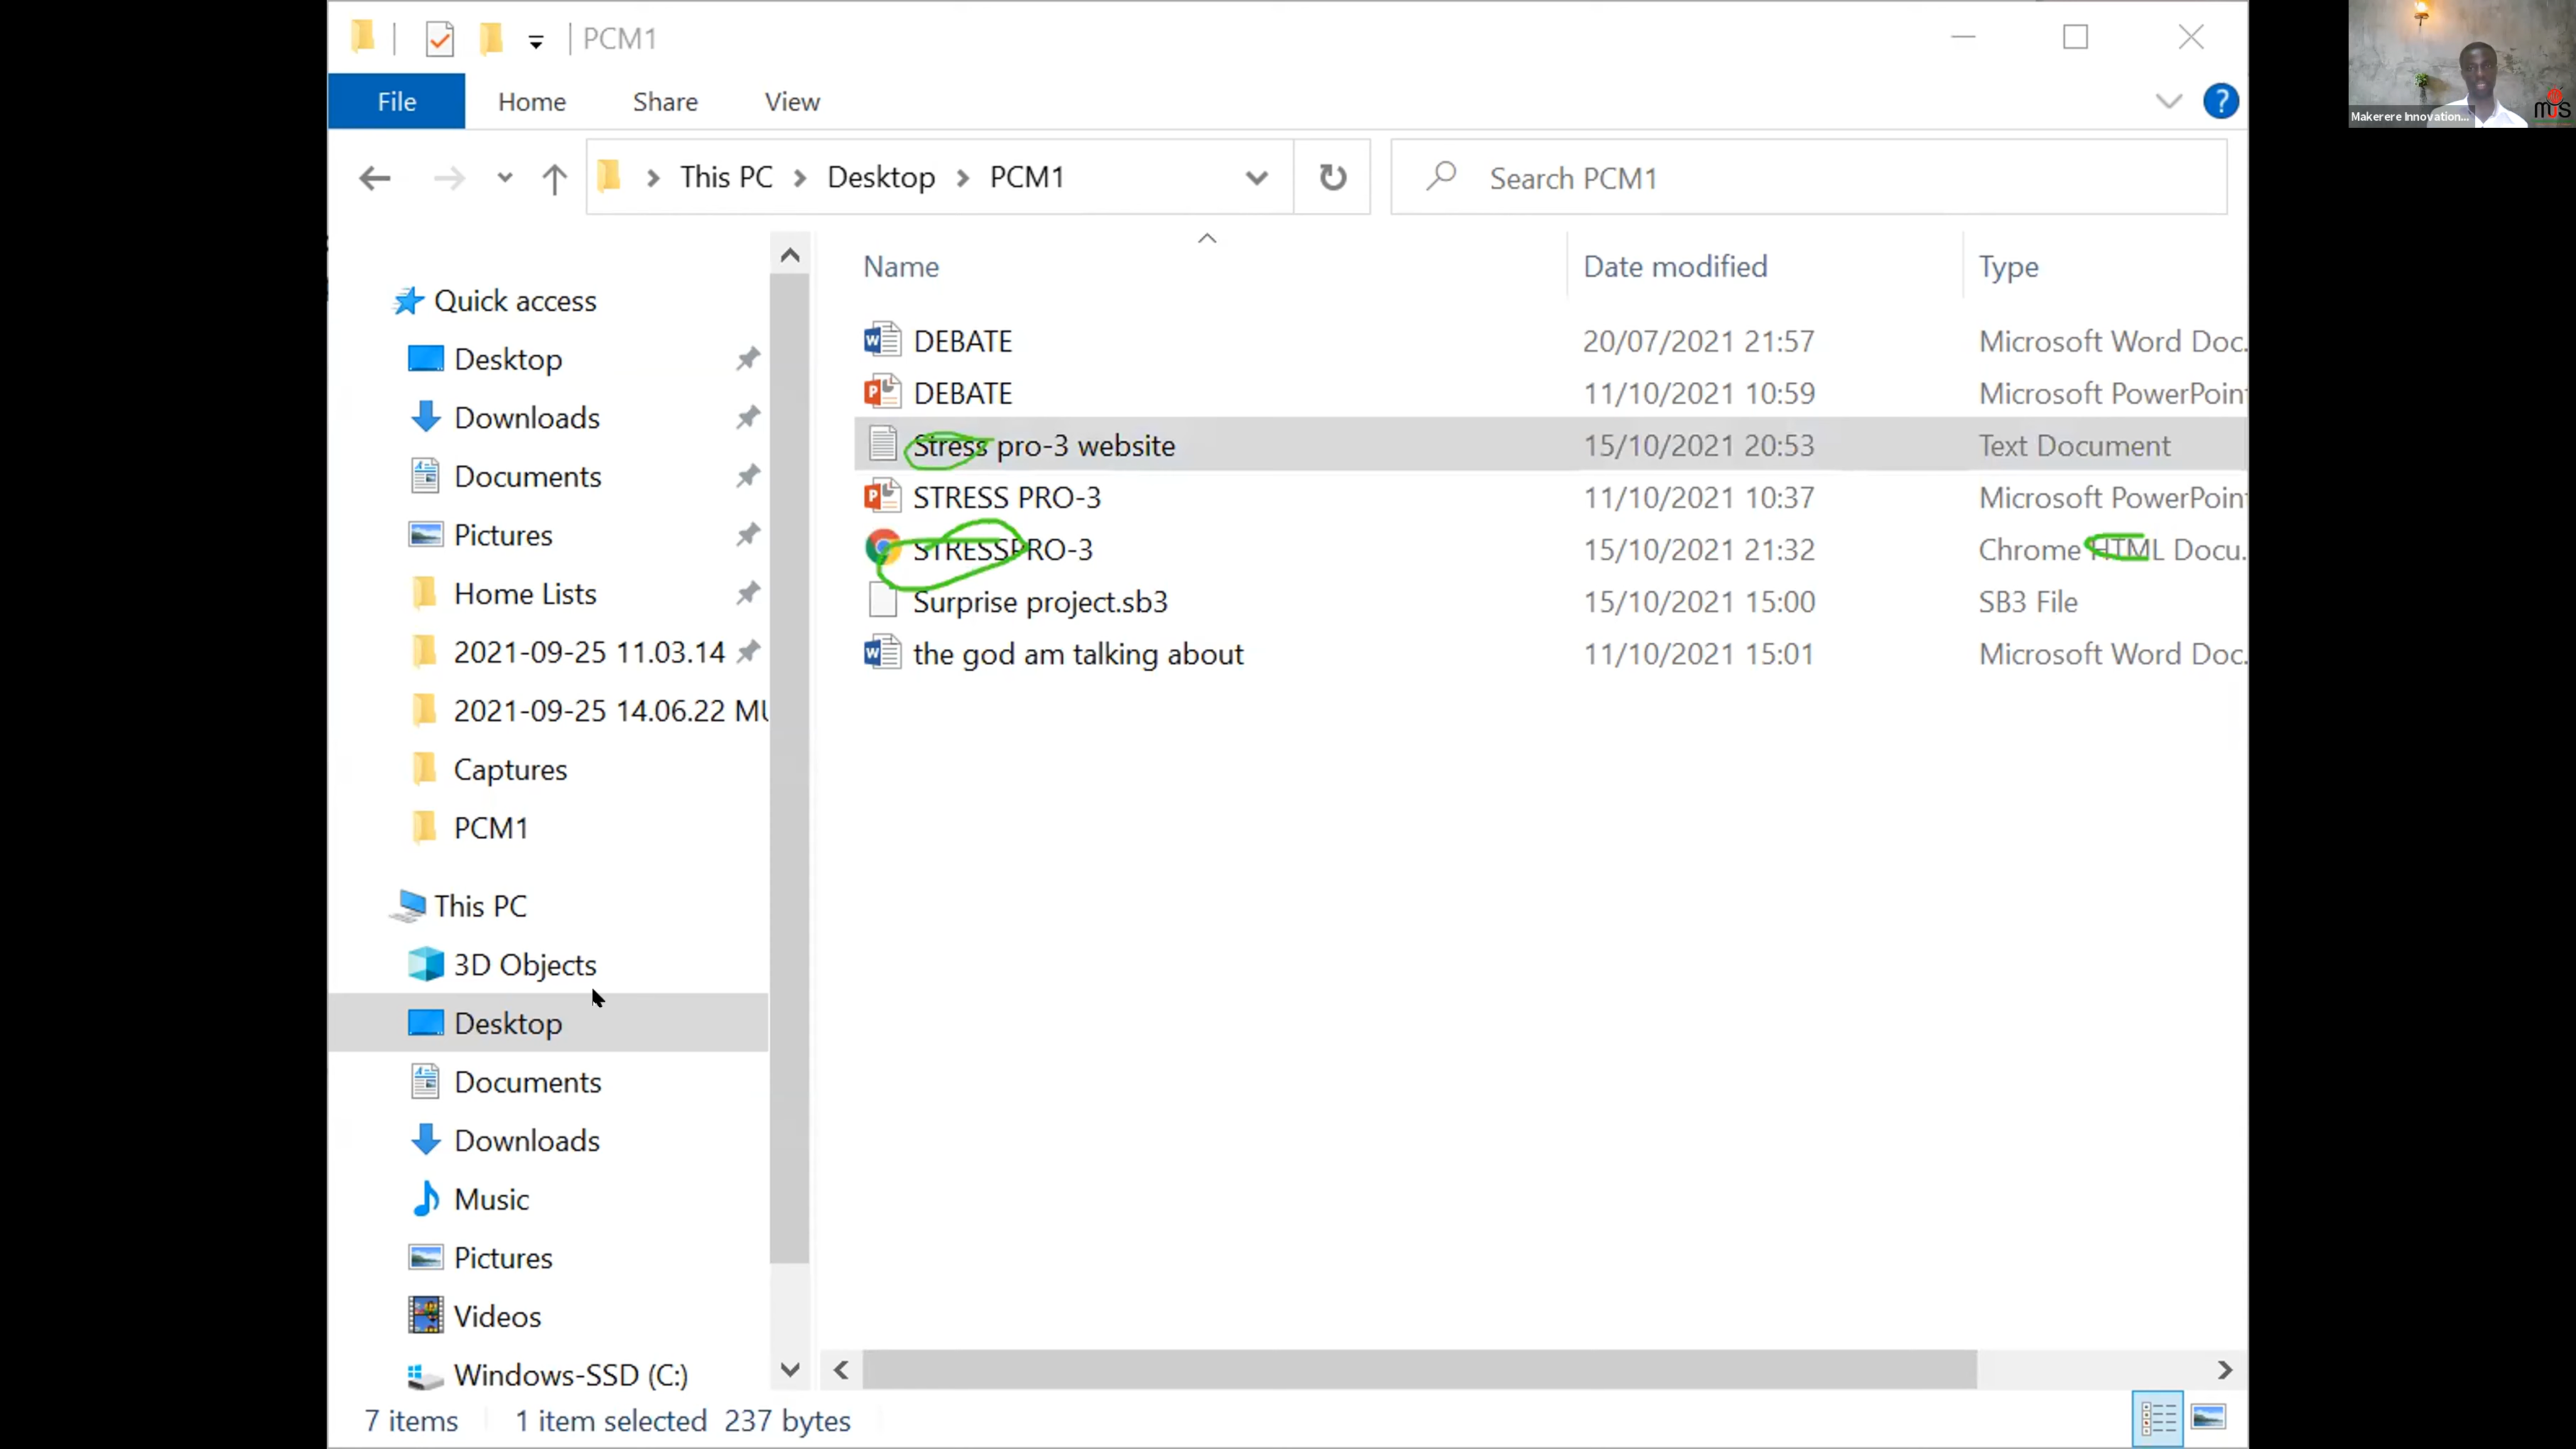 PCM1
File Home Share View
This PC Desktop PCM1 Search PCM1
Name Date modified Type
Quick access
Desktop
Downloads
Documents
Pictures
Home Lists
2021-09-25 11.03.14
2021-09-25 14.06.22 MU
Captures
PCM1
This PC
3D Objects
Desktop
Documents
Downloads
Music
Pictures
Videos
Windows-SSD (C:)
DEBATE 20/07/2021 21:57 Microsoft Word Doc.
DEBATE 11/10/2021 10:59 Microsoft PowerPoint
Stress pro-3 website 15/10/2021 20:53 Text Document
STRESS PRO-3 11/10/2021 10:37 Microsoft PowerPoint
STRESSPRO-3 15/10/2021 21:32 Chrome HTML Docu.
Surprise project.sb3 15/10/2021 15:00 SB3 File
the god am talking about 11/10/2021 15:01 Microsoft Word Doc.
7 items 1 item selected 237 bytes
Makerere Innovation...